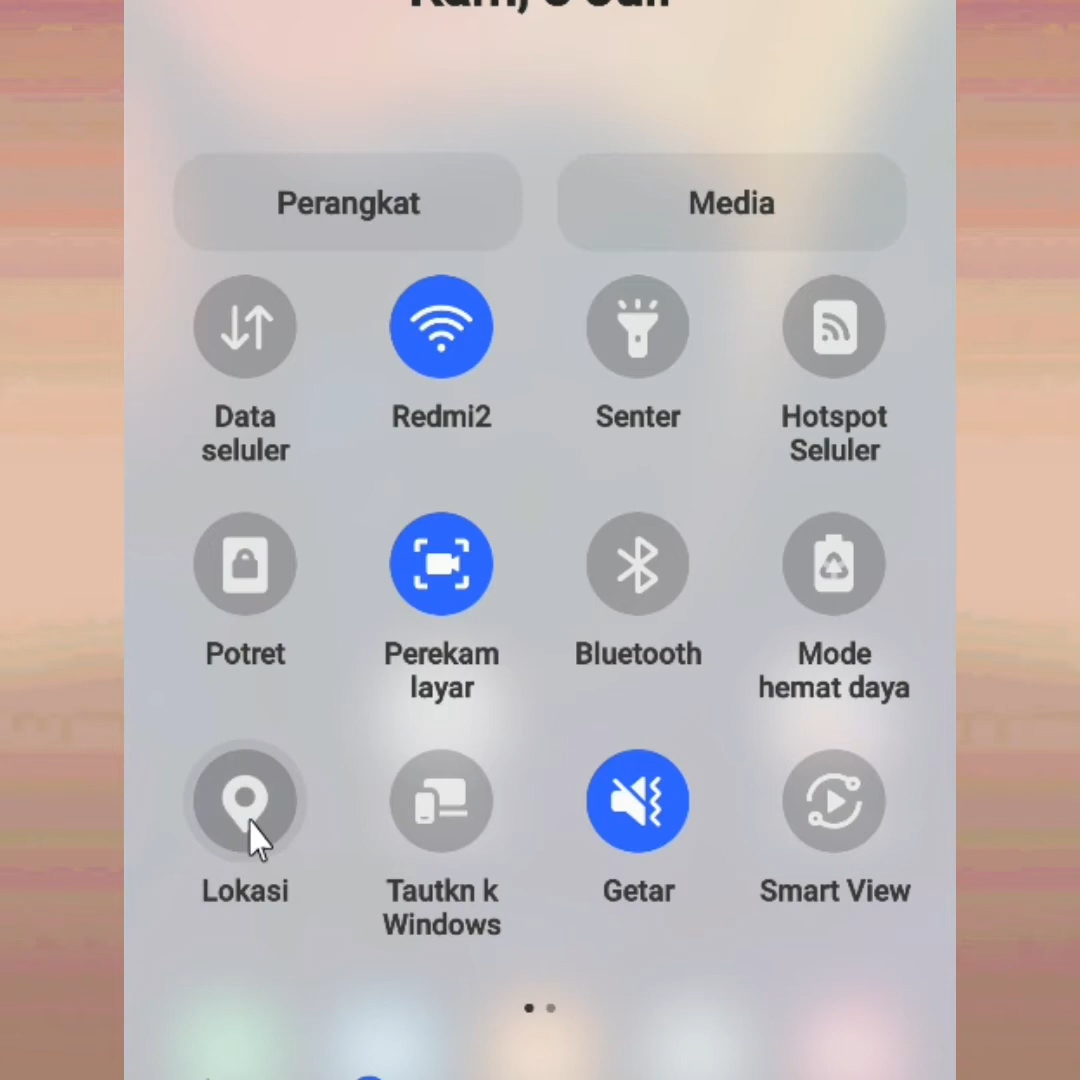 Perangkat Media
Data
seluler
Redmi2
Senter
Hotspot
Seluler
Potret
Perekam
layar
Bluetooth
Mode
hemat daya
Lokasi
Tautkn k
Windows
Getar
Smart View